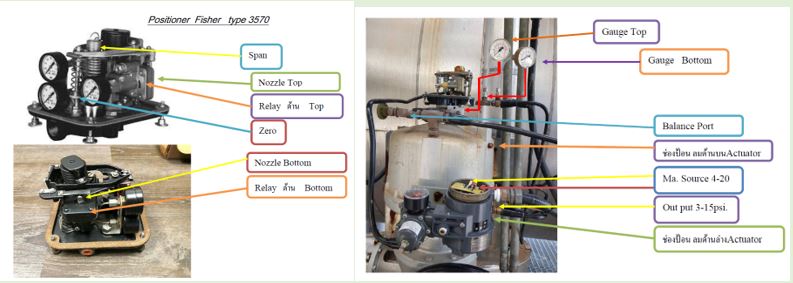 Positioner Fisher type 3570
Span
Nozzle Top
Relay ด้าน Top
Zero
Nozzle Bottom
Relay ด้าน Bottom
Gauge Top
Gauge Bottom
Balance Port
ช่องป้อน ลมด้านบนActuator
Ma. Source 4-20
Out put 3-15psi.
ช่องป้อน ลมด้านล่างActuator